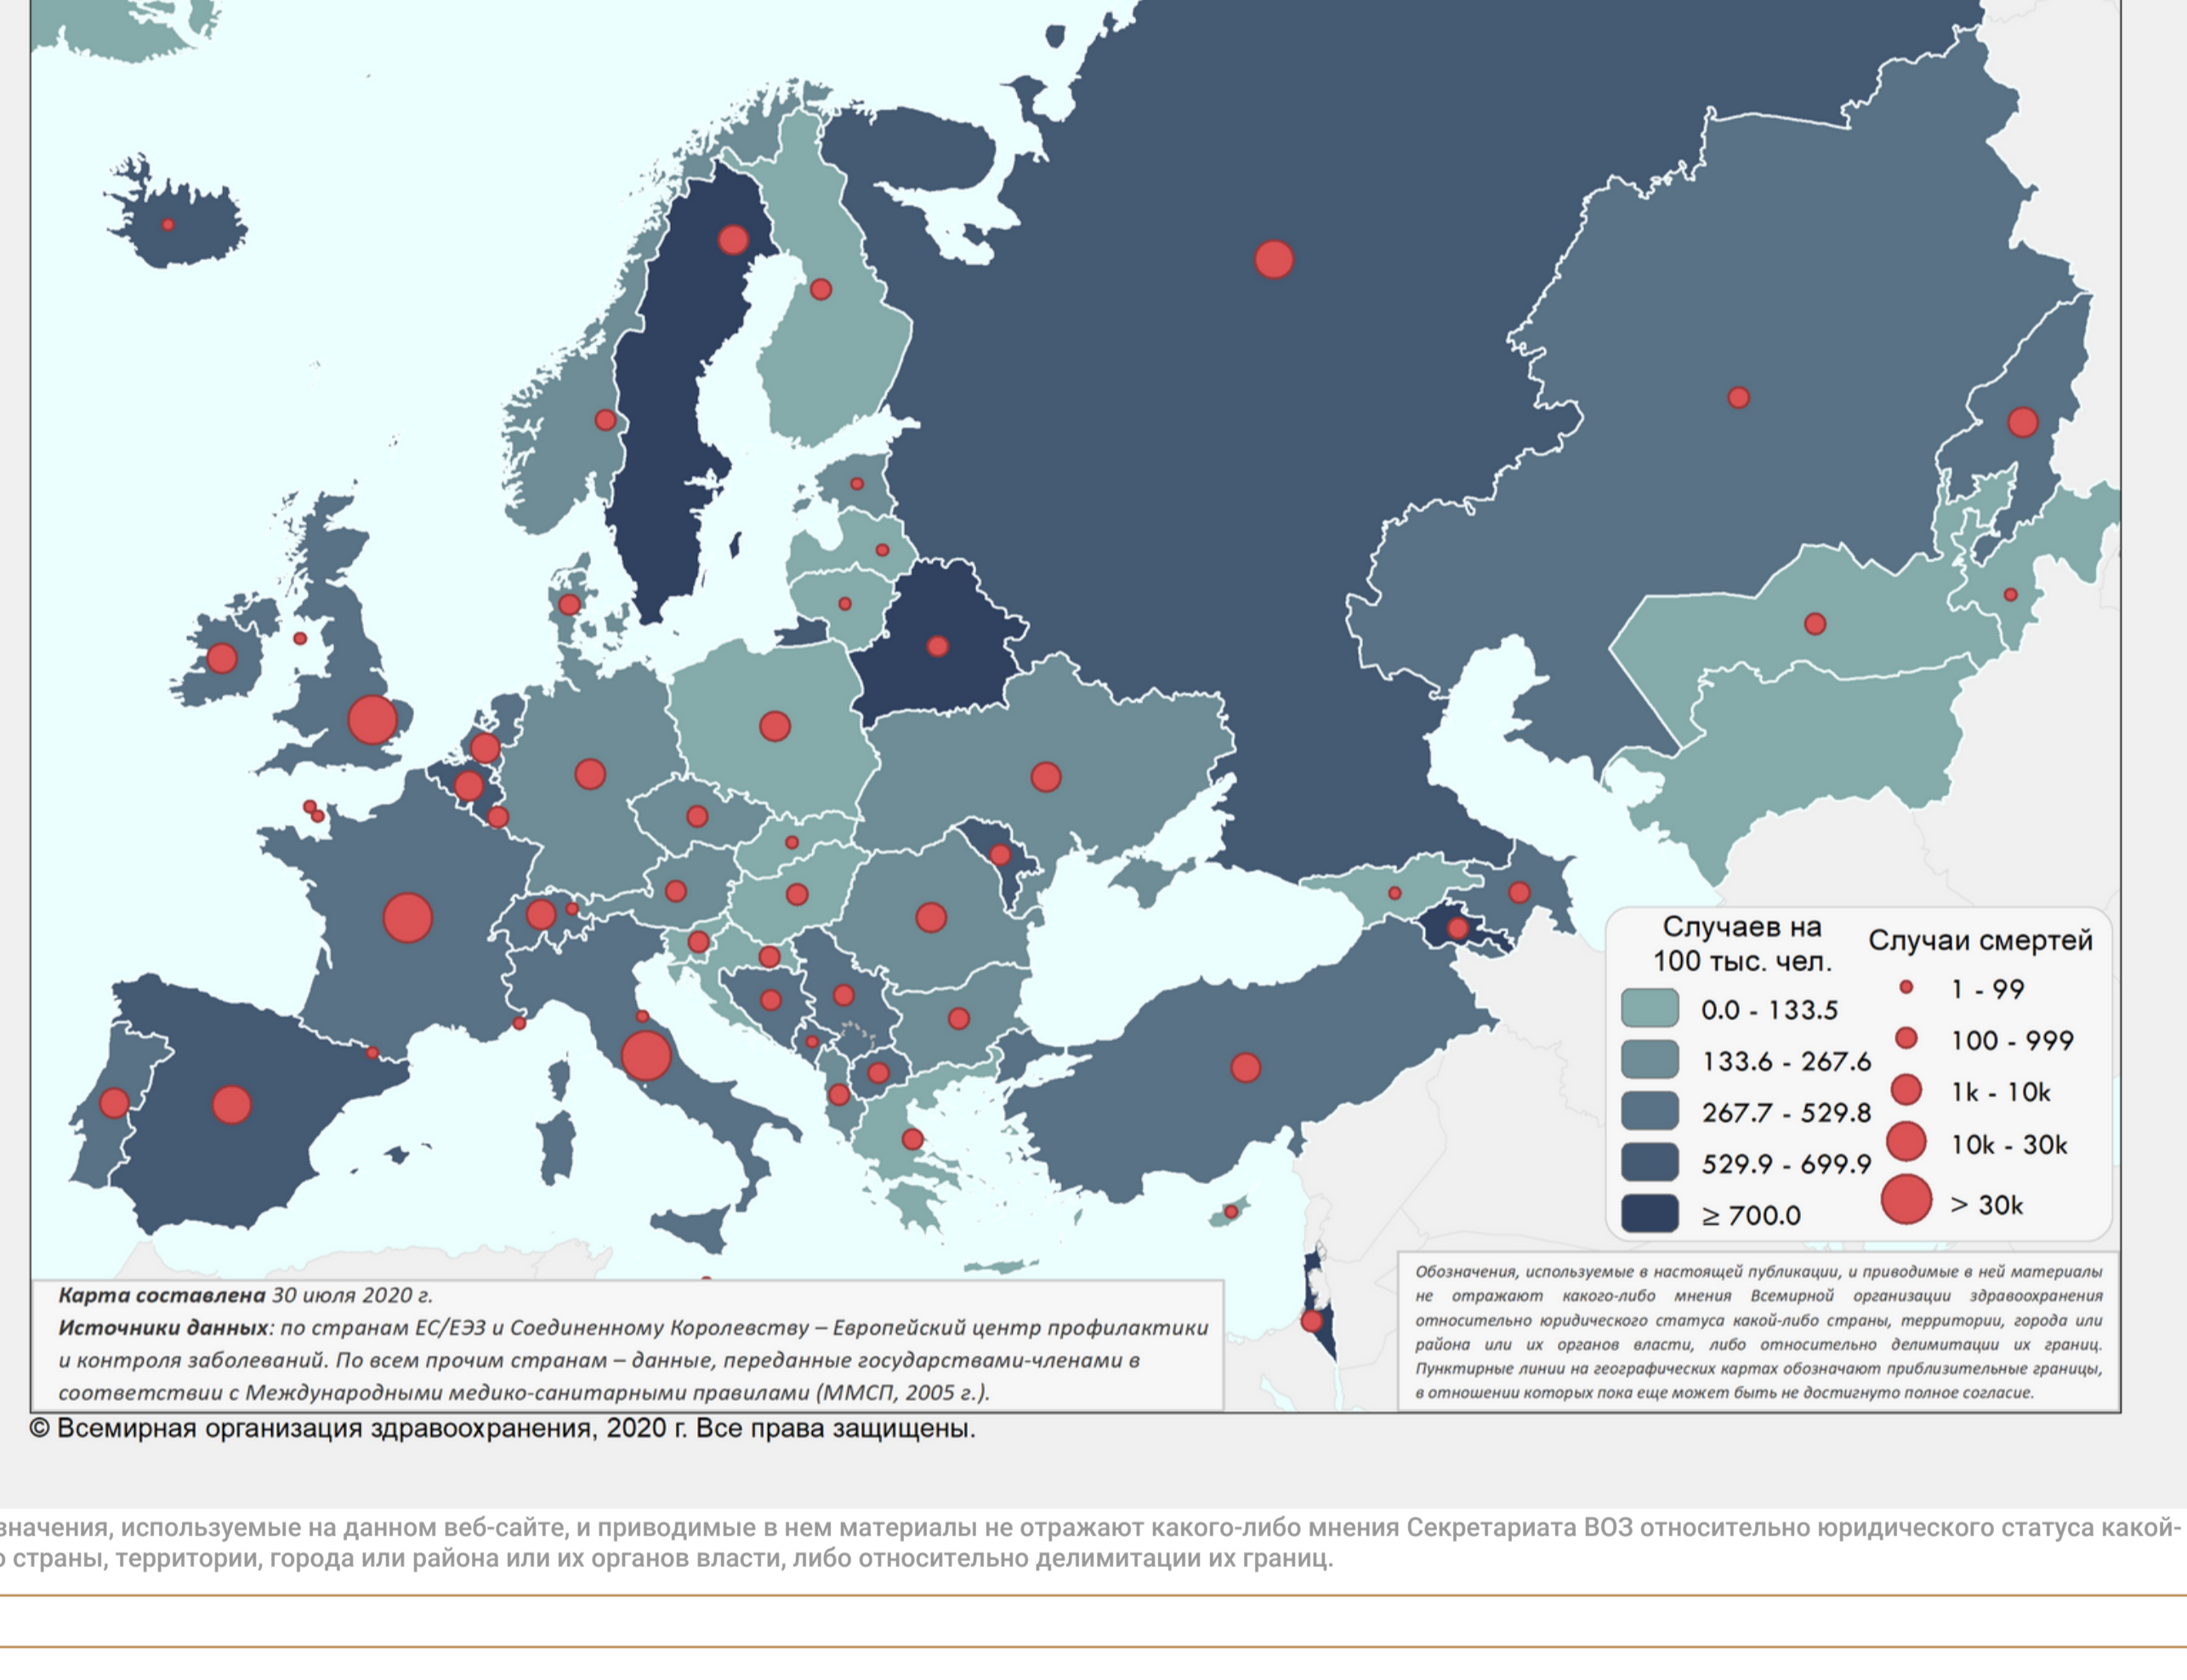 Случаев на
100 тыс. чел.
0.0 - 133.5
133.6 - 267.6
267.7 - 529.8
529.9 - 699.9
≥ 700.0
Случаи смертей
1 - 99
100 - 999
1k - 10k
10k - 30k
> 30k
Карта составлена 30 июля 2020 г.
Источники данных: по странам ЕС/ЕЭЗ и Соединенному Королевству – Европейский центр профилактики
и контроля заболеваний. По всем прочим странам – данные, переданные государствами-членами в
соответствии с Международными медико-санитарными правилами (ММСП, 2005 г.).
Обозначения, используемые в настоящей публикации, и приводимые в ней материалы
не отражают какого-либо мнения Всемирной организации здравоохранения
относительно юридического статуса какой-либо страны, территории, города или
района или их органов власти, либо относительно делимитации их границ.
Пунктирные линии на географических картах обозначают приблизительные границы,
в отношении которых пока еще может быть не достигнуто полное согласие.
© Всемирная организация здравоохранения, 2020 г. Все права защищены.
значения, используемые на данном веб-сайте, и приводимые в нем материалы не отражают какого-либо мнения Секретариата ВОЗ относительно юридического статуса какой-
о страны, территории, города или района или их органов власти, либо относительно делимитации их границ.